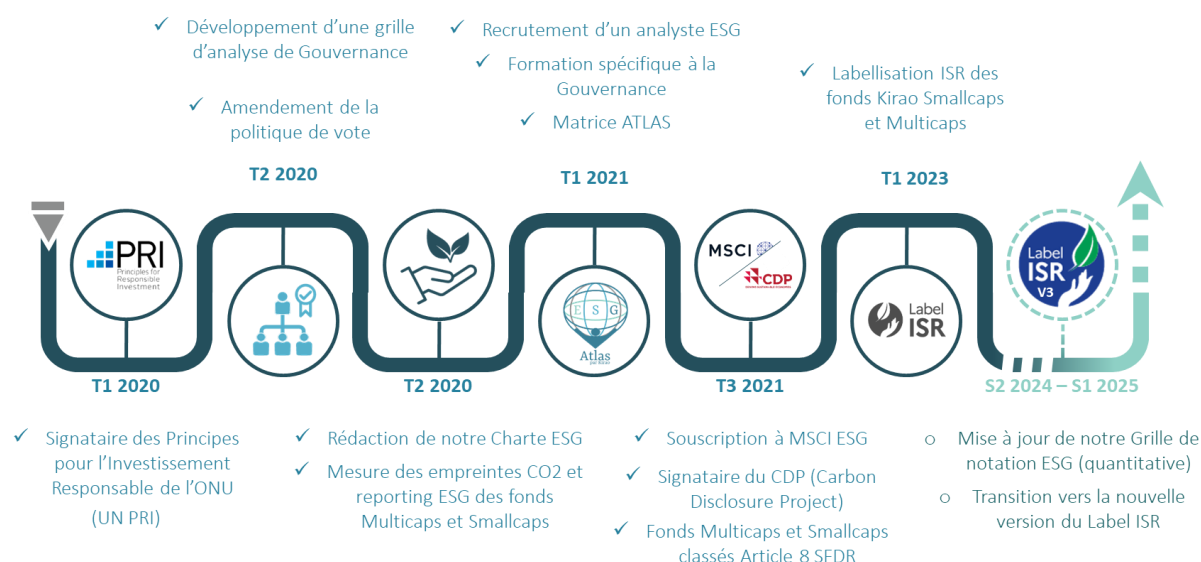 ✓ Développement d'une grille
d'analyse de Gouvernance
✓ Amendement de la
politique de vote
T2 2020
✓ Recrutement d'un analyste ESG
✓ Formation spécifique à la
Gouvernance
✓ Matrice ATLAS
T1 2021
✓ Labellisation ISR des
fonds Kirao Smallcaps
et Multicaps
T1 2023
PRI
Principles for
Responsible
Investment
E S G
Atlas
MSCI
CDP
Label
ISR
Label
ISR
V3
T1 2020
✓ Signataire des Principes
pour l'Investissement
Responsable de l'ONU
(UN PRI)
T2 2020
✓ Rédaction de notre Charte ESG
✓ Mesure des empreintes CO2 et
reporting ESG des fonds
Multicaps et Smallcaps
T3 2021
✓ Souscription à MSCI ESG
✓ Signataire du CDP (Carbon
Disclosure Project)
✓ Fonds Multicaps et Smallcaps
classés Article 8 SFDR
S2 2024 – S1 2025
o Mise à jour de notre Grille de
notation ESG (quantitative)
o Transition vers la nouvelle
version du Label ISR